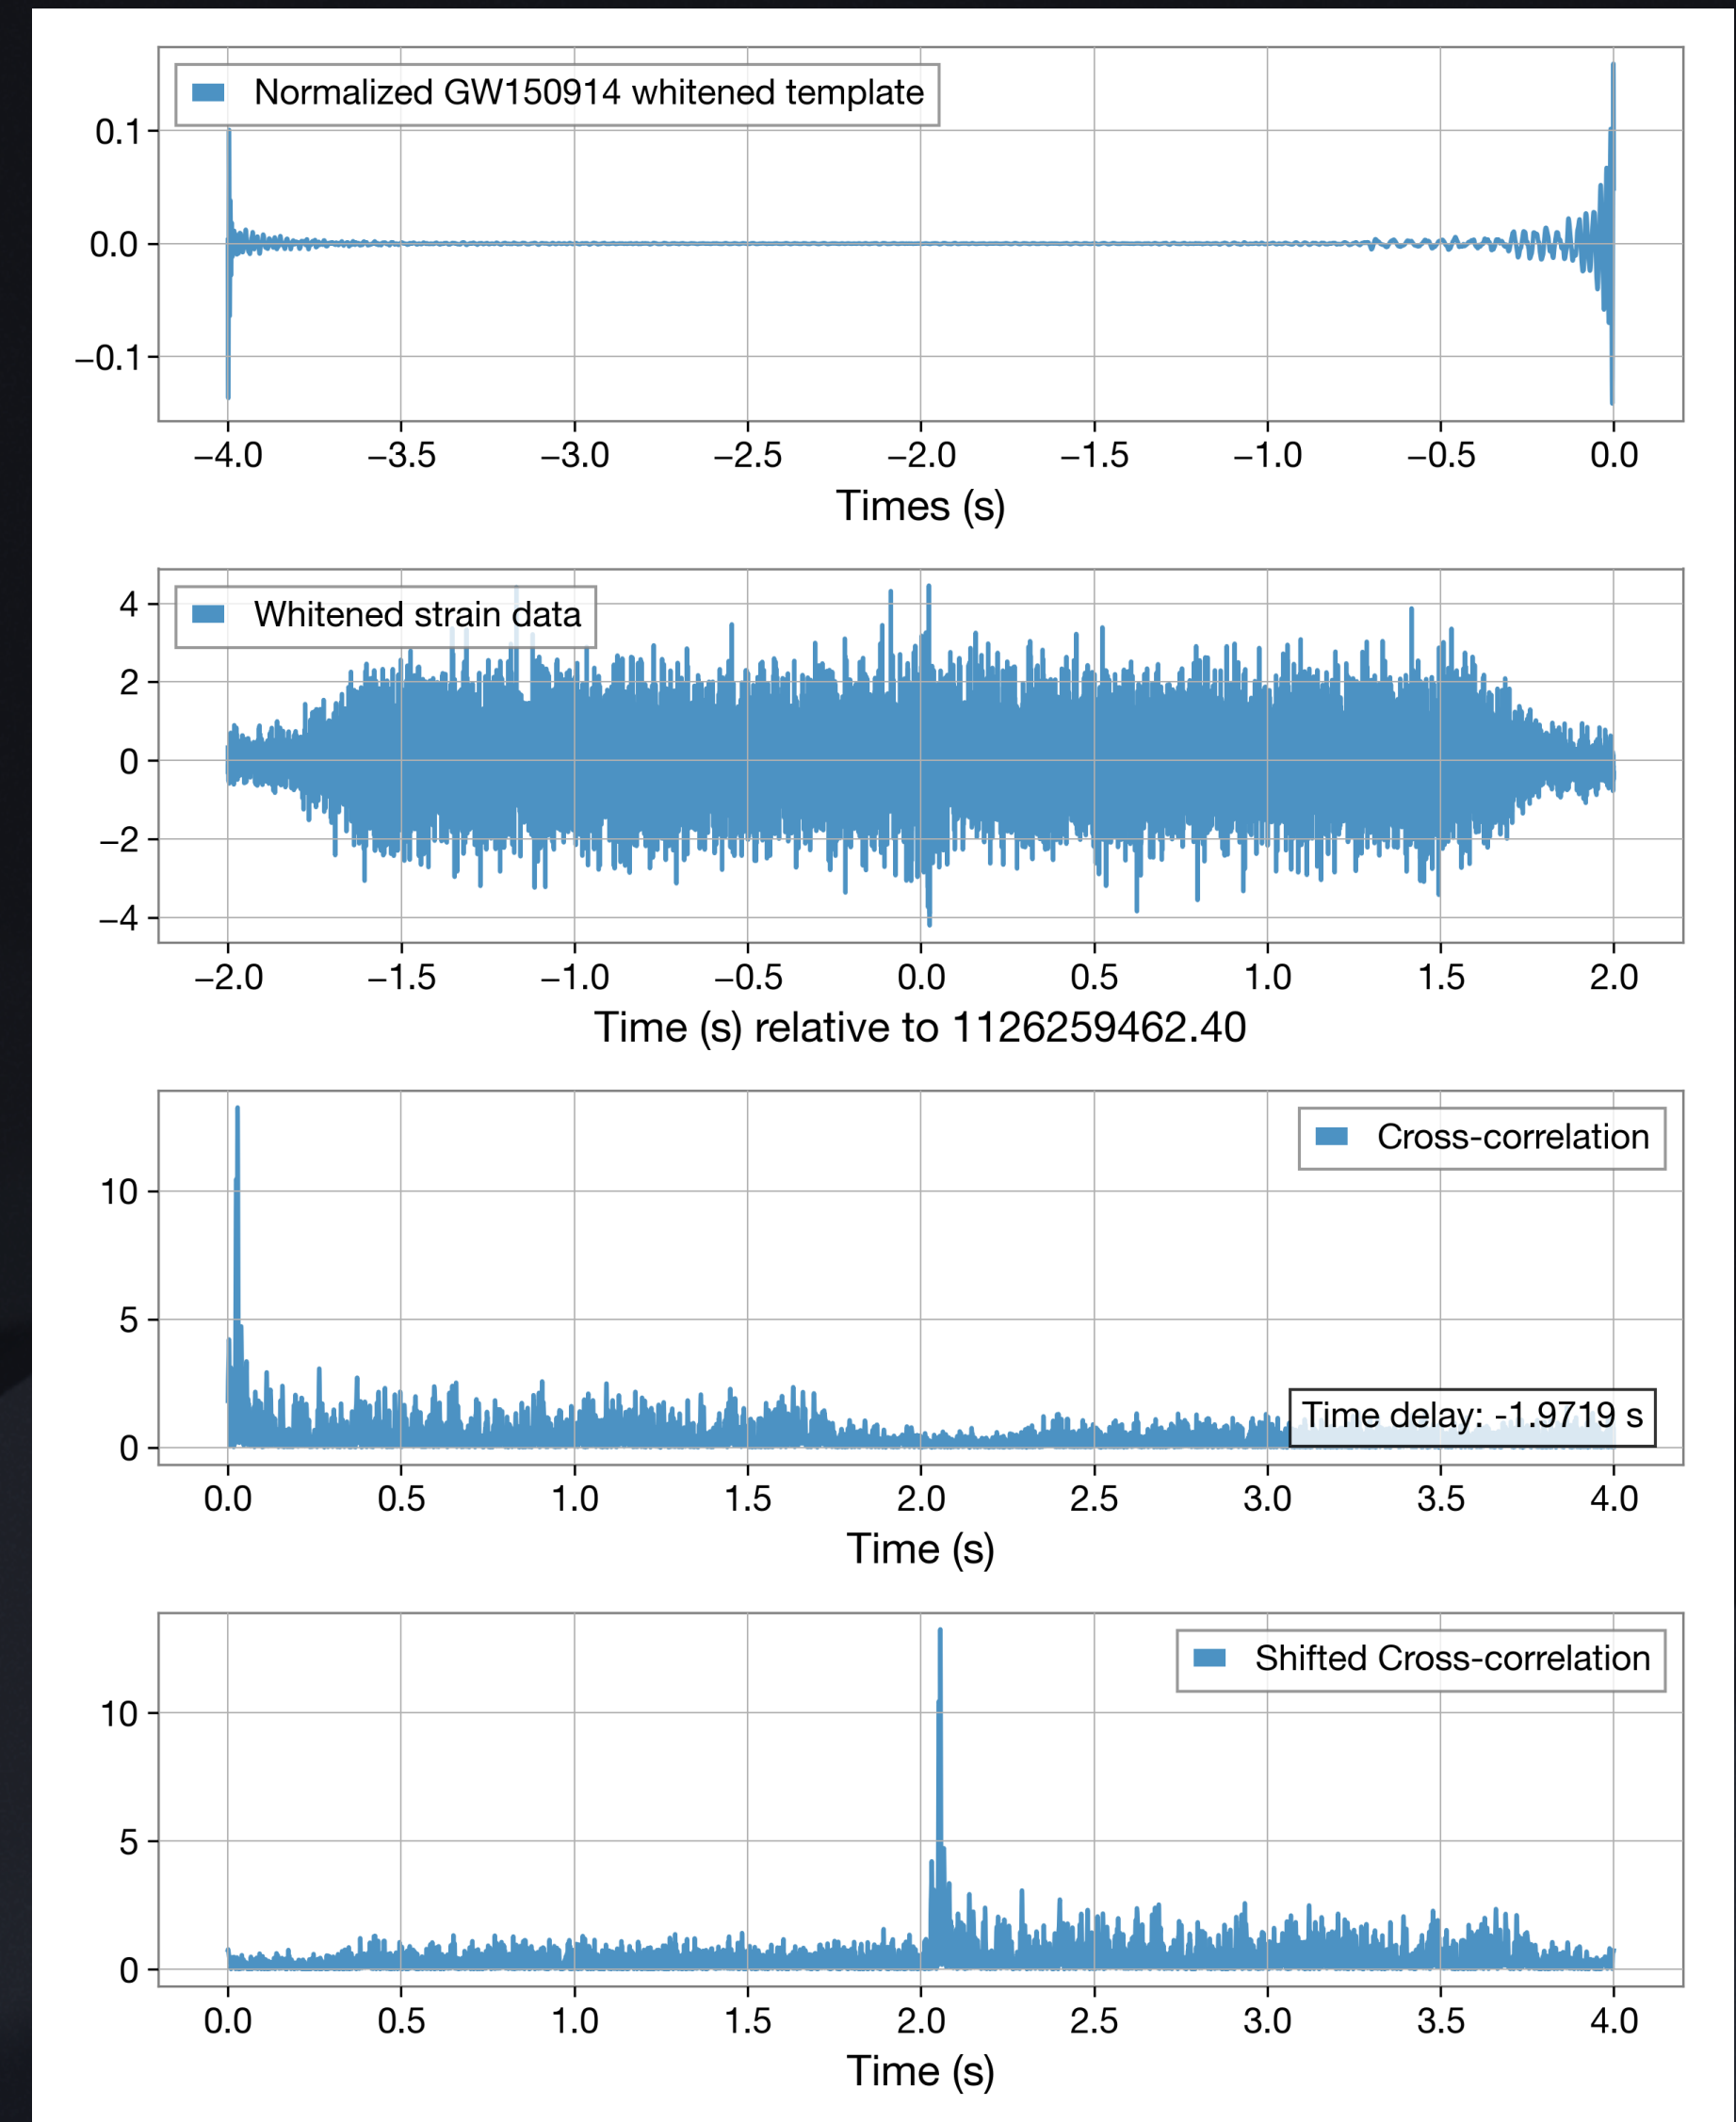 Normalized GW150914 whitened template
0.1
0.0
−0.1
−4.0 −3.5 −3.0 −2.5 −2.0 −1.5 −1.0 −0.5 0.0
Times (s)
Whitened strain data
4
2
0
−2
−4
−2.0 −1.5 −1.0 −0.5 0.0 0.5 1.0 1.5 2.0
Time (s) relative to 1126259462.40
Cross-correlation
10
5
Time delay: -1.9719 s
0
0.0 0.5 1.0 1.5 2.0 2.5 3.0 3.5 4.0
Time (s)
Shifted Cross-correlation
10
5
0
0.0 0.5 1.0 1.5 2.0 2.5 3.0 3.5 4.0
Time (s)